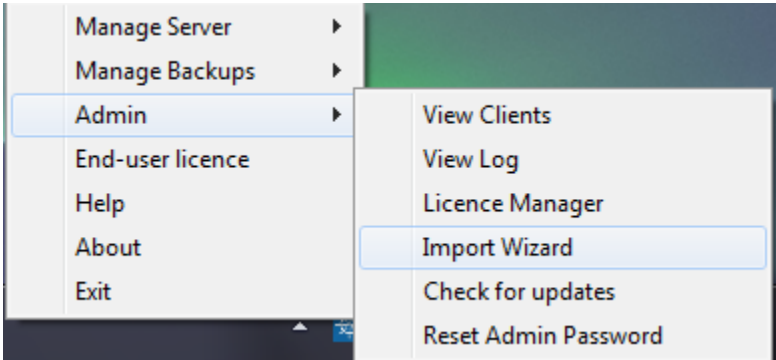 Manage Server
Manage Backups
Admin
End-user licence
Help
About
Exit
View Clients
View Log
Licence Manager
Import Wizard
Check for updates
Reset Admin Password